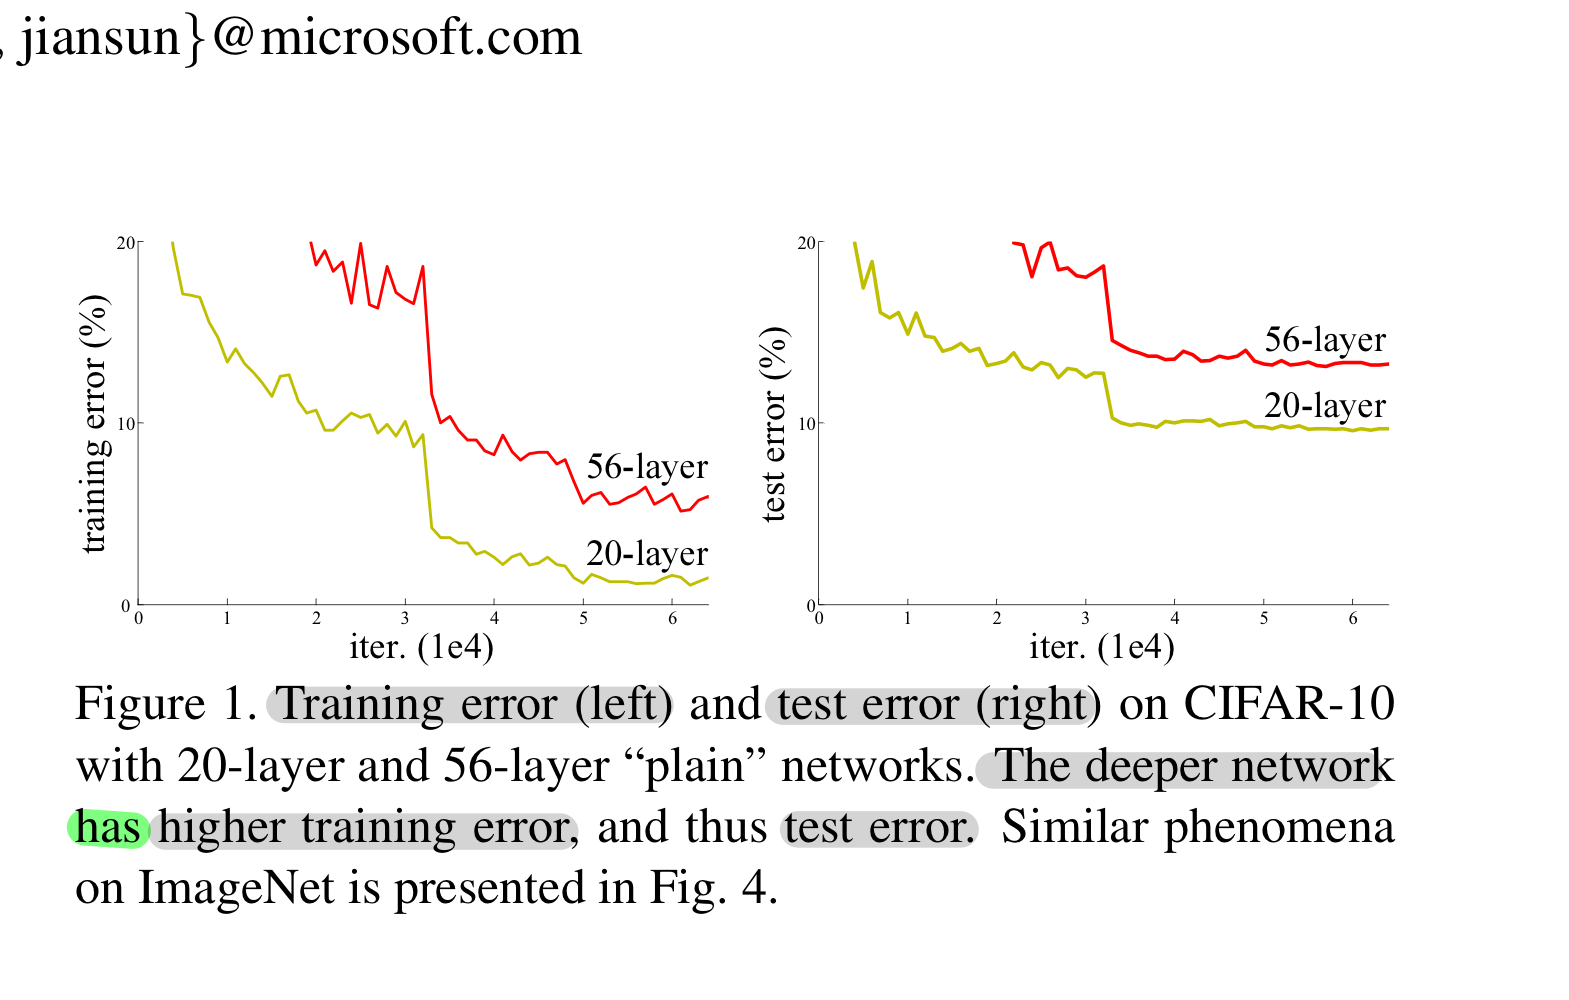 , jiansun}@microsoft.com
20
10
0
training error (%)
0 1 2 3 4 5 6
iter. (1e4)
56-layer
20-layer
20
10
0
test error (%)
0 1 2 3 4 5 6
iter. (1e4)
56-layer
20-layer
Figure 1. Training error (left) and test error (right) on CIFAR-10
with 20-layer and 56-layer “plain” networks. The deeper network
has higher training error, and thus test error. Similar phenomena
on ImageNet is presented in Fig. 4.